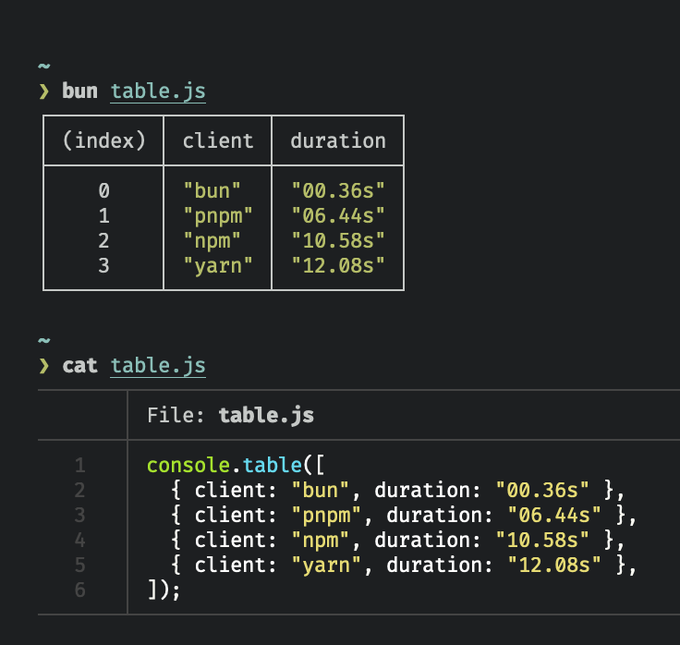 ~
❯ bun table.js
(index) client duration
0 "bun" "00.36s"
1 "pnpm" "06.44s"
2 "npm" "10.58s"
3 "yarn" "12.08s"
~
❯ cat table.js
File: table.js
1 console.table([
2 { client: "bun", duration: "00.36s" },
3 { client: "pnpm", duration: "06.44s" },
4 { client: "npm", duration: "10.58s" },
5 { client: "yarn", duration: "12.08s" },
6 ]);